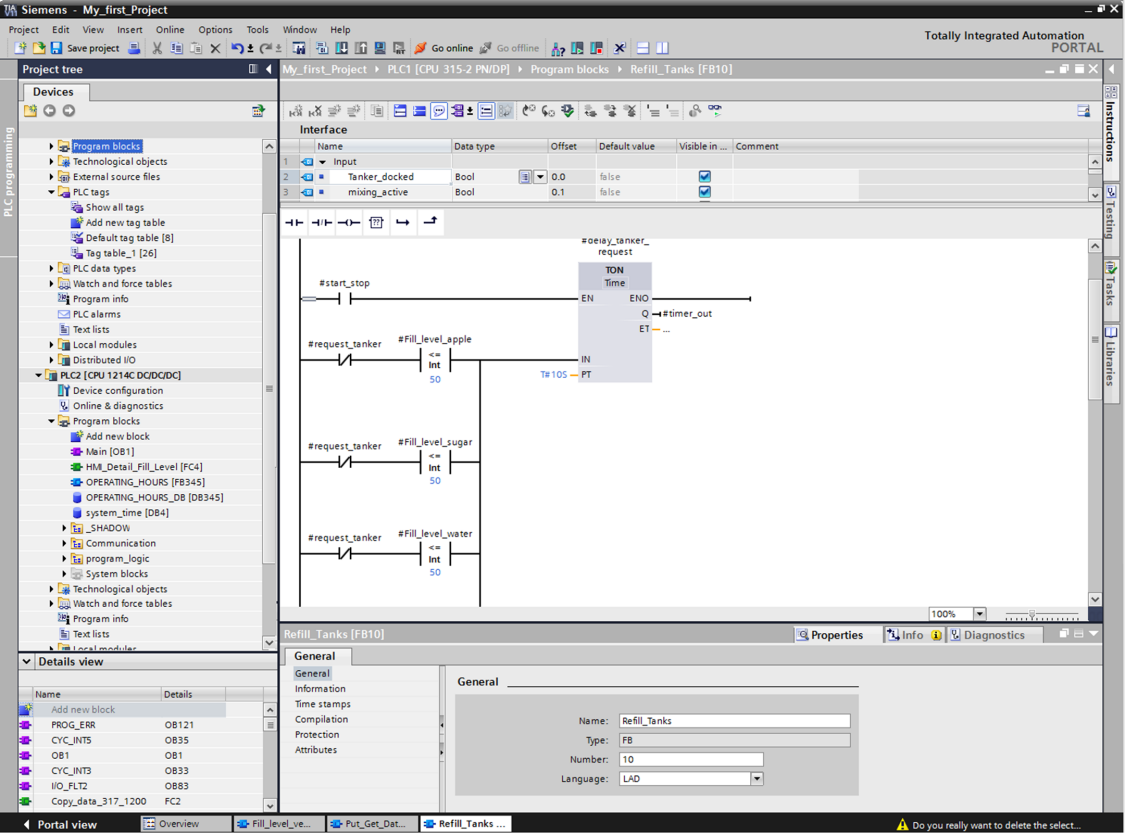 Siemens - My_first_Project
Project Edit View Insert Online Options Tools Window Help
Totally Integrated Automation
PORTAL
Save project
Go online
Go offline
Project tree
My_first_Project PLC1 [CPU 315-2 PN/DP] Program blocks Refill_Tanks [FB10]
Devices
PLC programming
Program blocks
Technological objects
External source files
PLC tags
Show all tags
Add new tag table
Default tag table [8]
Tag table_1 [26]
PLC data types
Watch and force tables
Program info
PLC alarms
Text lists
Local modules
Distributed I/O
PLC2 [CPU 1214C DC/DC/DC]
Device configuration
Online & diagnostics
Program blocks
Add new block
Main [OB1]
HMI_Detail_Fill_Level [FC4]
OPERATING_HOURS [FB345]
OPERATING_HOURS_DB [DB345]
system_time [DB4]
_SHADOW
Communication
program_logic
System blocks
Technological objects
Watch and force tables
Program info
Text lists
Local modules
Details view
Name Details
Add new block
PROG_ERR OB121
CYC_INT5 OB35
OB1 OB1
CYC_INT3 OB33
I/O_FLT2 OB83
Copy_data_317_1200 FC2
Interface
Name Data type Offset Default value Visible in ... Comment
1 Input
2 Tanker_docked Bool 0.0 false
3 mixing_active Bool 0.1 false
??
#delay_tanker_
request
TON
Time
#start_stop
EN ENO
Q #timer_out
ET ...
#request_tanker #Fill_level_apple
<=
Int
50
IN
T#10S PT
#request_tanker #Fill_level_sugar
<=
Int
50
#request_tanker #Fill_level_water
<=
Int
50
100%
Refill_Tanks [FB10]
Properties Info Diagnostics
General
General
Information
Time stamps
Compilation
Protection
Attributes
General
Name: Refill_Tanks
Type: FB
Number: 10
Language: LAD
Instructions
Testing
Tasks
Libraries
Portal view
Overview
Fill_level_ve...
Put_Get_Dat...
Refill_Tanks ...
Do you really want to delete the select...